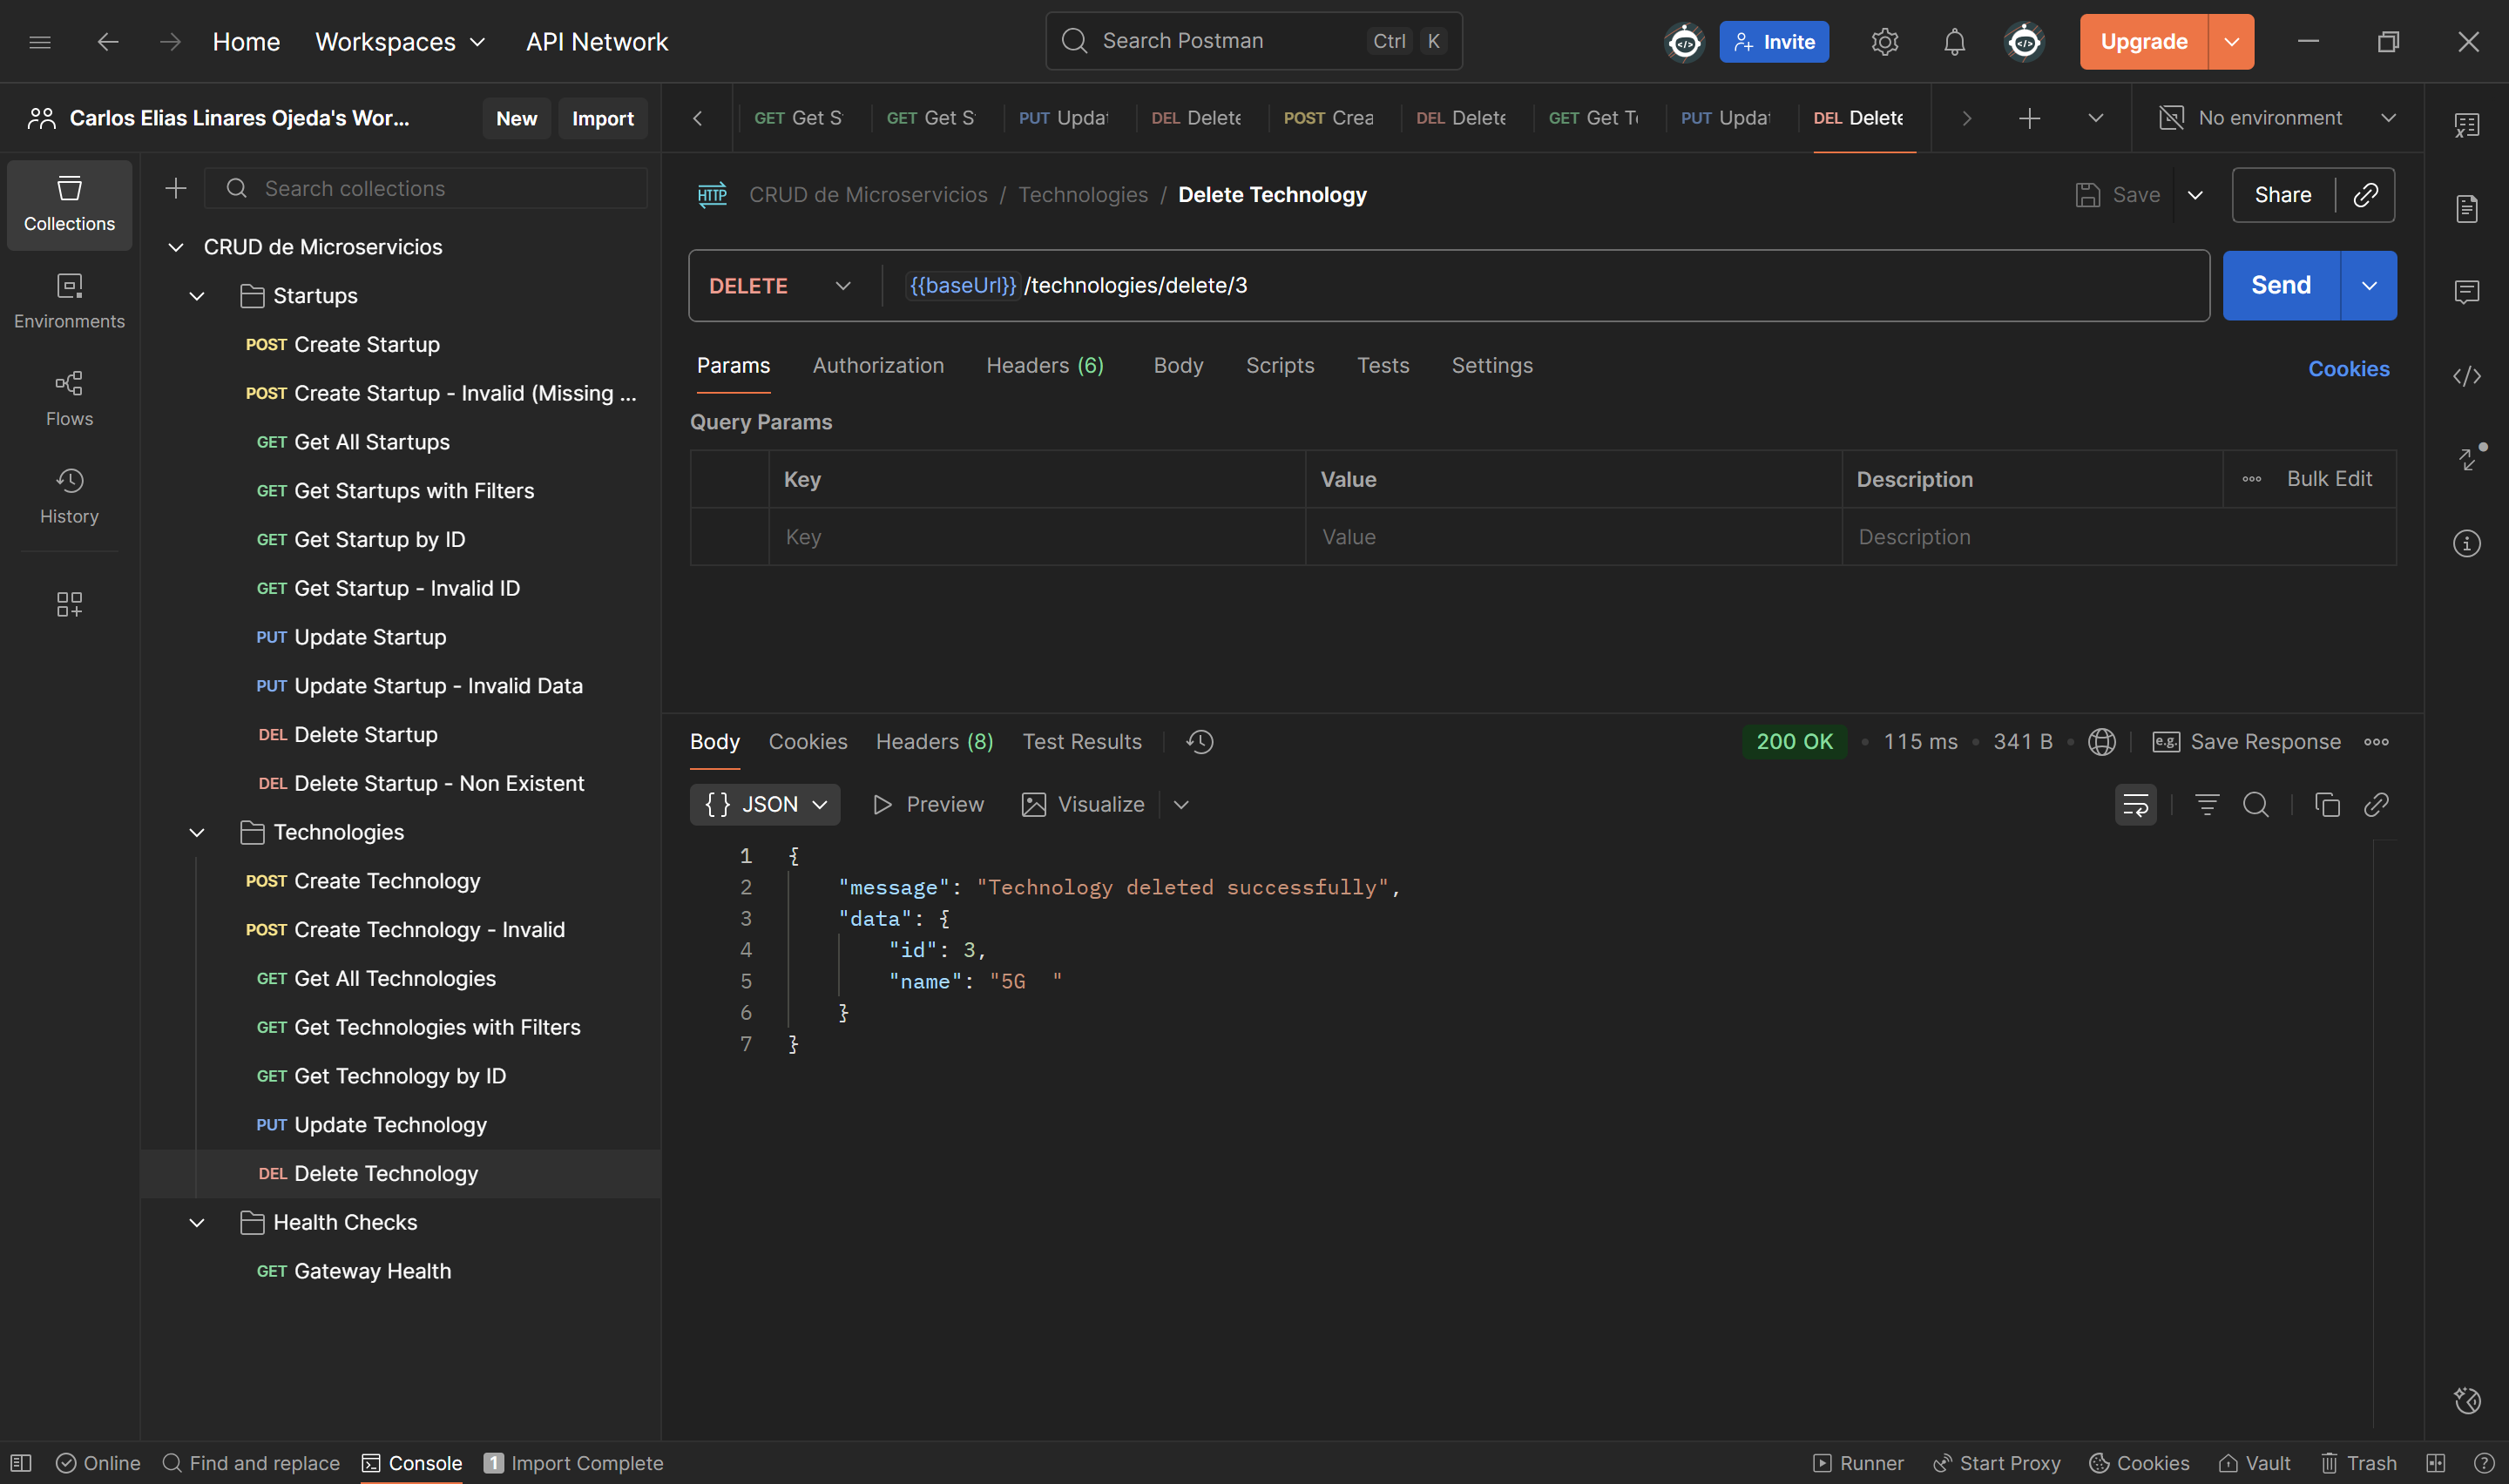 Home Workspaces API Network Search Postman Ctrl K Invite Upgrade
Carlos Elias Linares Ojeda's Wor... New Import
GET Get S GET Get S PUT Updat DEL Delete POST Crea DEL Delete GET Get Te PUT Updat DEL Delete No environment
Collections
Environments
Flows
History
Search collections
CRUD de Microservicios
Startups
POST Create Startup
POST Create Startup - Invalid (Missing ...
GET Get All Startups
GET Get Startups with Filters
GET Get Startup by ID
GET Get Startup - Invalid ID
PUT Update Startup
PUT Update Startup - Invalid Data
DEL Delete Startup
DEL Delete Startup - Non Existent
Technologies
POST Create Technology
POST Create Technology - Invalid
GET Get All Technologies
GET Get Technologies with Filters
GET Get Technology by ID
PUT Update Technology
DEL Delete Technology
Health Checks
GET Gateway Health
HTTP CRUD de Microservicios / Technologies / Delete Technology Save Share
DELETE {{baseUrl}} /technologies/delete/3 Send
Params Authorization Headers (6) Body Scripts Tests Settings Cookies
Query Params
Key Value Description Bulk Edit
Key Value Description
Body Cookies Headers (8) Test Results 200 OK 115 ms 341 B e.g. Save Response
{ } JSON Preview Visualize
1 {
2 "message": "Technology deleted successfully",
3 "data": {
4 "id": 3,
5 "name": "5G  "
6 }
7 }
Online Find and replace Console 1 Import Complete Runner Start Proxy Cookies Vault Trash